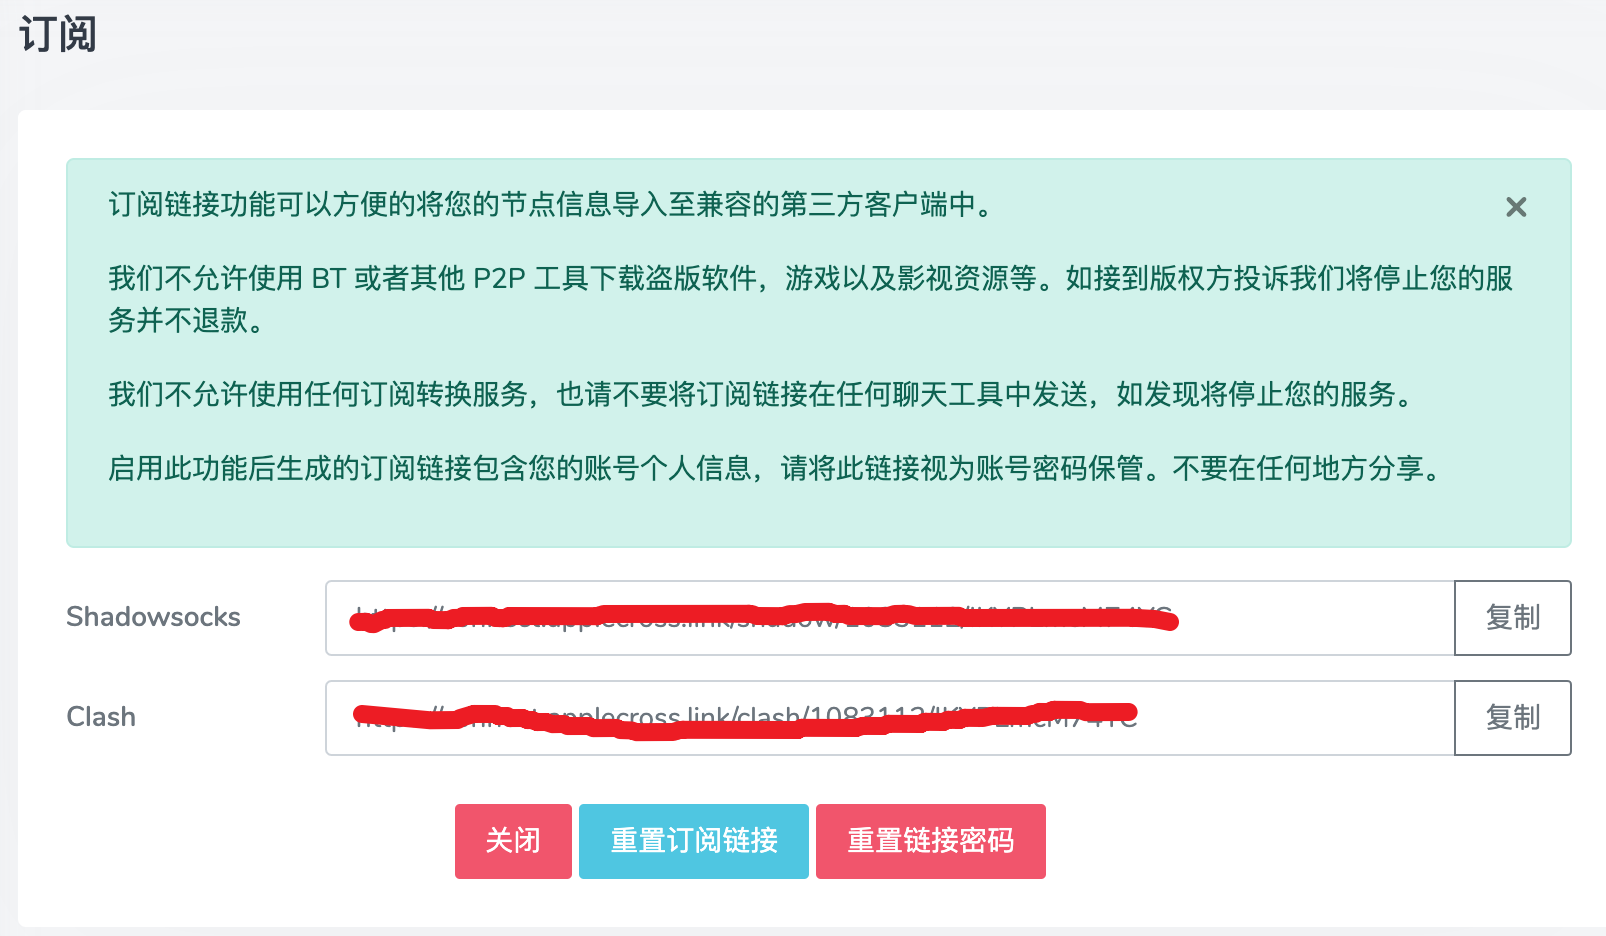 订阅
订阅链接功能可以方便的将您的节点信息导入至兼容的第三方客户端中。
我们不允许使用 BT 或者其他 P2P 工具下载盗版软件，游戏以及影视资源等。如接到版权方投诉我们将停止您的服
务并不退款。
我们不允许使用任何订阅转换服务，也请不要将订阅链接在任何聊天工具中发送，如发现将停止您的服务。
启用此功能后生成的订阅链接包含您的账号个人信息，请将此链接视为账号密码保管。不要在任何地方分享。
Shadowsocks
复制
Clash
复制
关闭 重置订阅链接 重置链接密码